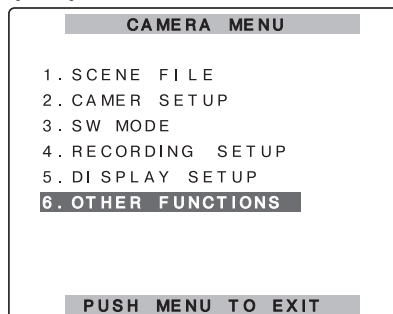 CAMERA MENU
1. SCENE FILE
2. CAMER SETUP
3. SW MODE
4. RECORDING SETUP
5. DISPLAY SETUP
6. OTHER FUNCTIONS
PUSH MENU TO EXIT